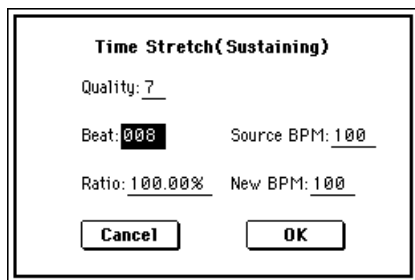 Time Stretch(Sustaining)
Quality: 7
Beat: 008 Source BPM: 100
Ratio: 100.00% New BPM: 100
Cancel OK